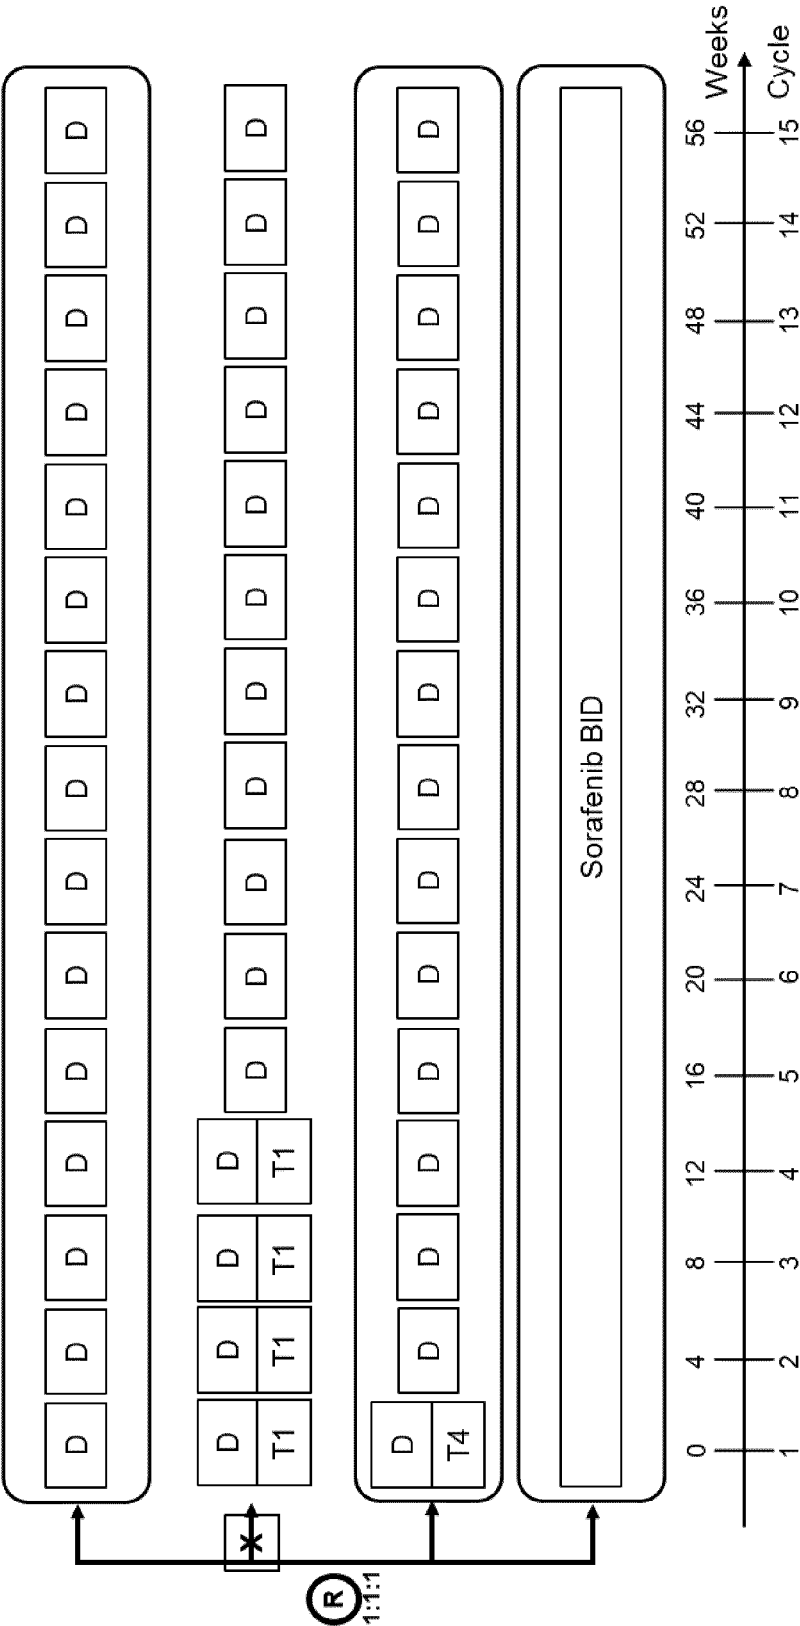 R
1:1:1
X
D D D D D D D D D D D D D D D
D D D D D D D D D D D D D D D
T1 T1 T1 T1
D D D D D D D D D D D D D D D
T4
Sorafenib BID
0 4 8 12 16 20 24 28 32 36 40 44 48 52 56 Weeks
1 2 3 4 5 6 7 8 9 10 11 12 13 14 15 Cycle